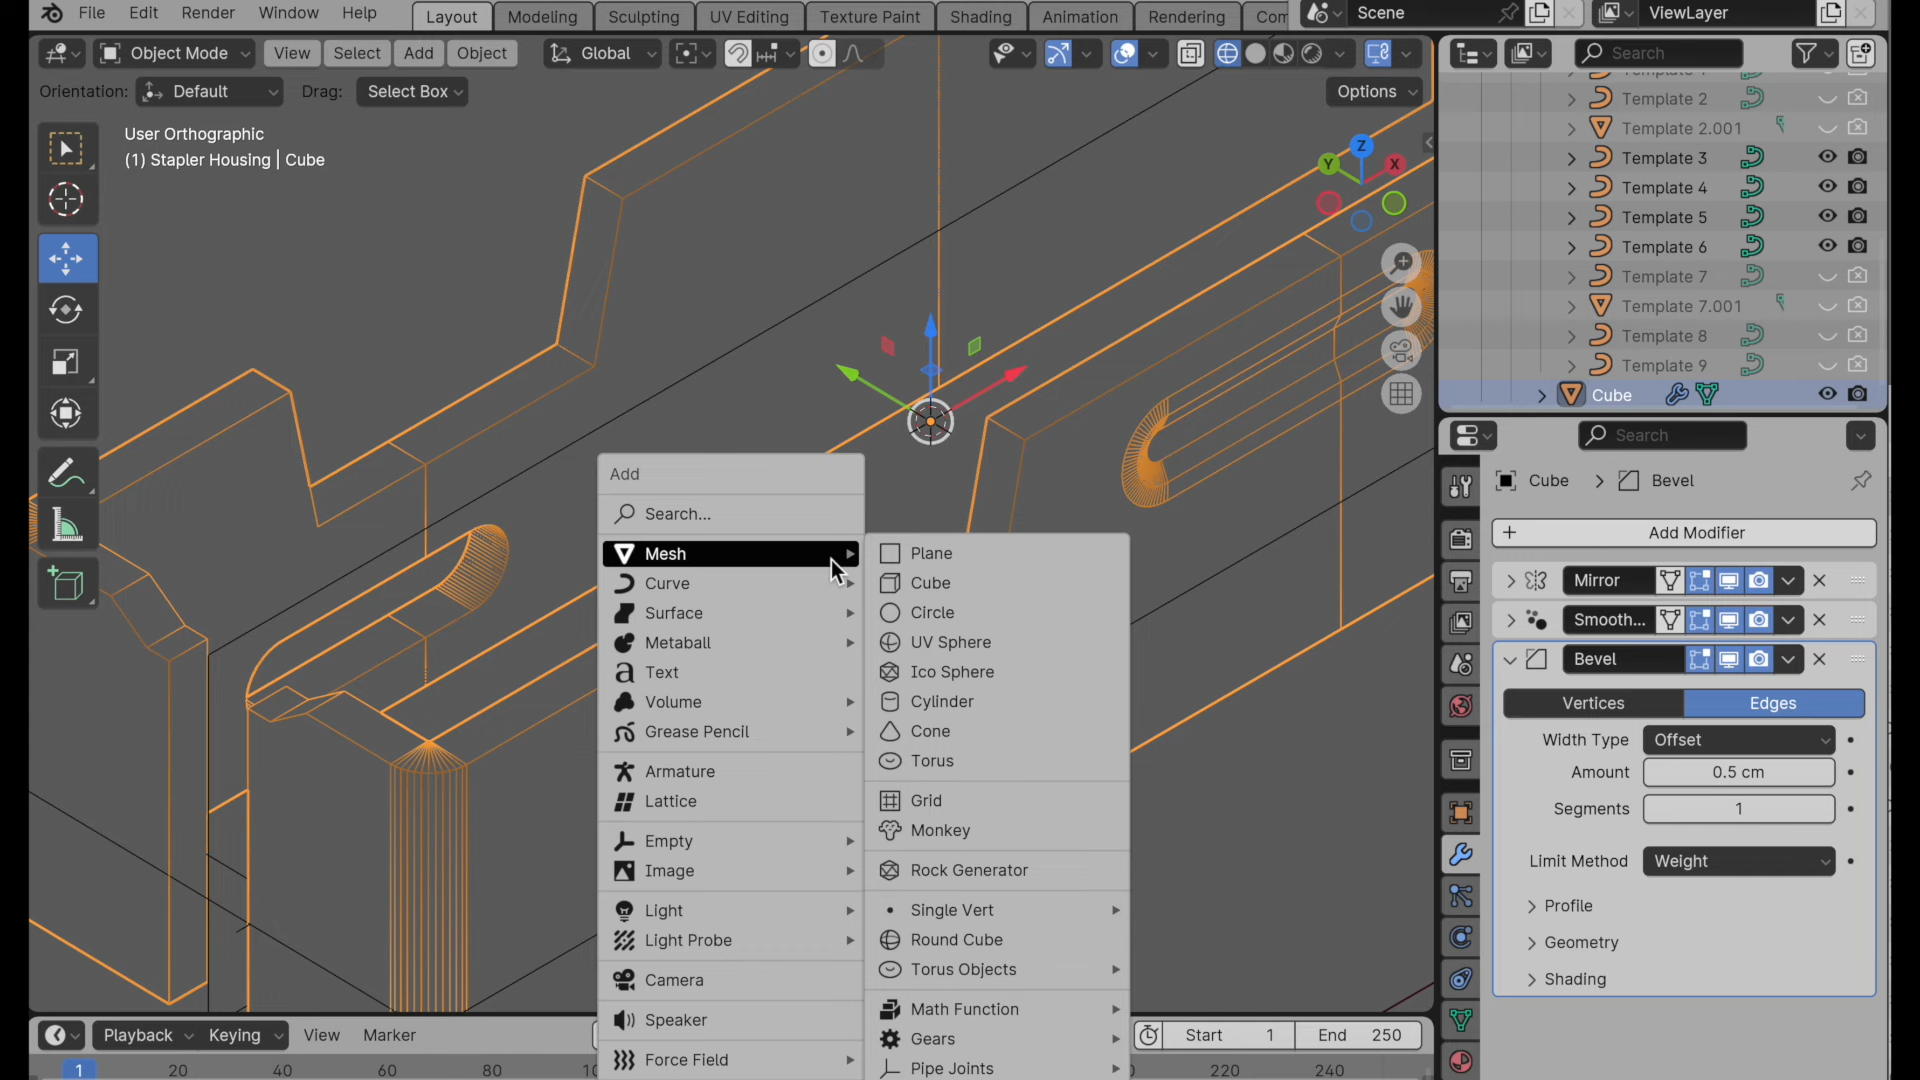 File Edit Render Window Help Layout Modeling Sculpting UV Editing Texture Paint Shading Animation Rendering Scene ViewLayer
Object Mode View Select Add Object Global
Orientation: Default Drag: Select Box Options
User Orthographic
(1) Stapler Housing | Cube
Z
Y X
Search
Template 2
Template 2.001
Template 3
Template 4
Template 5
Template 6
Template 7
Template 7.001
Template 8
Template 9
Cube
Search
Cube > Bevel
Add Modifier
Mirror
Smooth...
Bevel
Vertices Edges
Width Type Offset
Amount 0.5 cm
Segments 1
Limit Method Weight
Profile
Geometry
Shading
Add
Search...
Mesh
Curve
Surface
Metaball
Text
Volume
Grease Pencil
Armature
Lattice
Empty
Image
Light
Light Probe
Camera
Speaker
Force Field
Plane
Cube
Circle
UV Sphere
Ico Sphere
Cylinder
Cone
Torus
Grid
Monkey
Rock Generator
Single Vert
Round Cube
Torus Objects
Math Function
Gears
Pipe Joints
Playback Keying View Marker Start 1 End 250
1 20 40 60 80 220 240